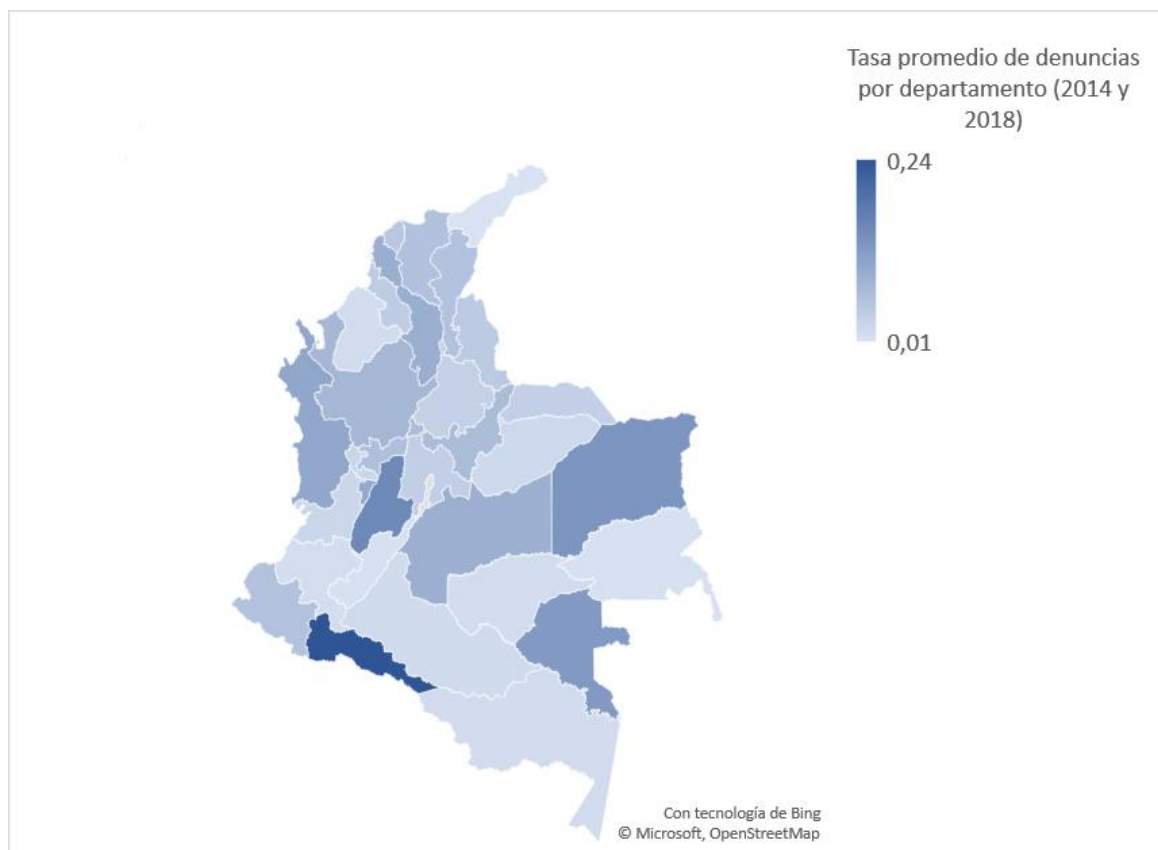 Tasa promedio de denuncias
por departamento (2014 y
2018)
0,24
0,01
Con tecnología de Bing
© Microsoft, OpenStreetMap